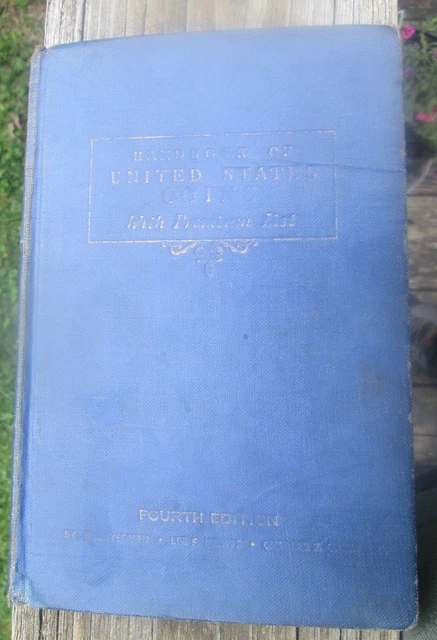 HANDBOOK OF
UNITED STATES
COINS
With Premium List
FOURTH EDITION